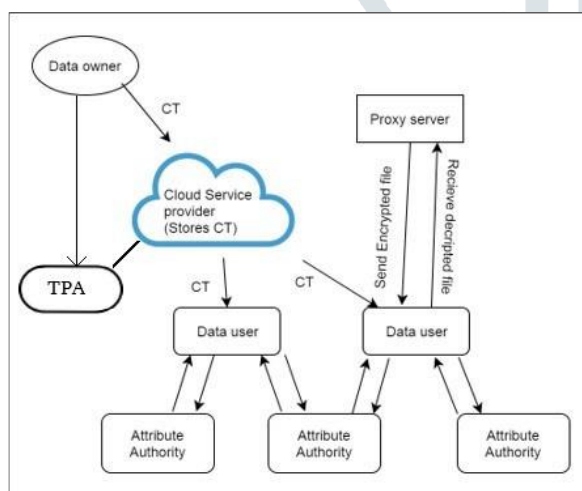 Data owner
CT
Proxy server
Cloud Service
provider
(Stores CT)
Send Encrypted file
Recieve decripted file
TPA
CT
CT
Data user
Data user
Attribute
Authority
Attribute
Authority
Attribute
Authority